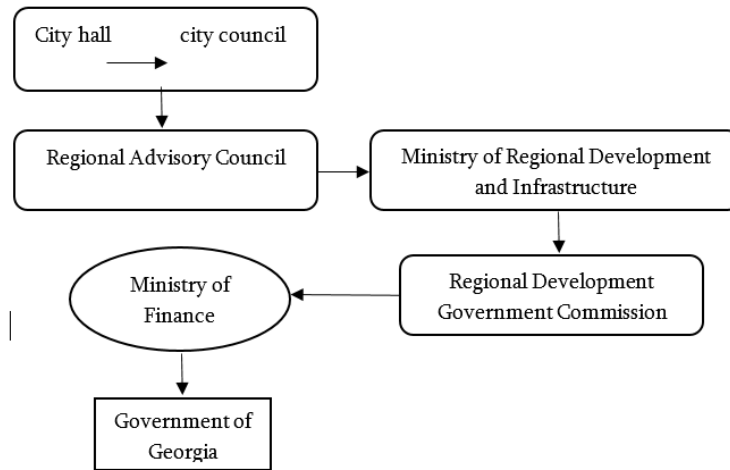 City hall city council
Regional Advisory Council
Ministry of Regional Development
and Infrastructure
Regional Development
Government Commission
Ministry of
Finance
Government of
Georgia